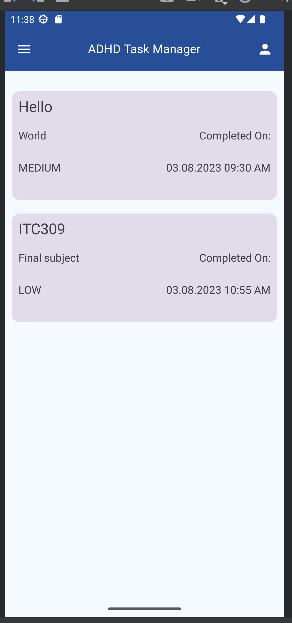 11:38
ADHD Task Manager
Hello
World Completed On:
MEDIUM 03.08.2023 09:30 AM
ITC309
Final subject Completed On:
LOW 03.08.2023 10:55 AM